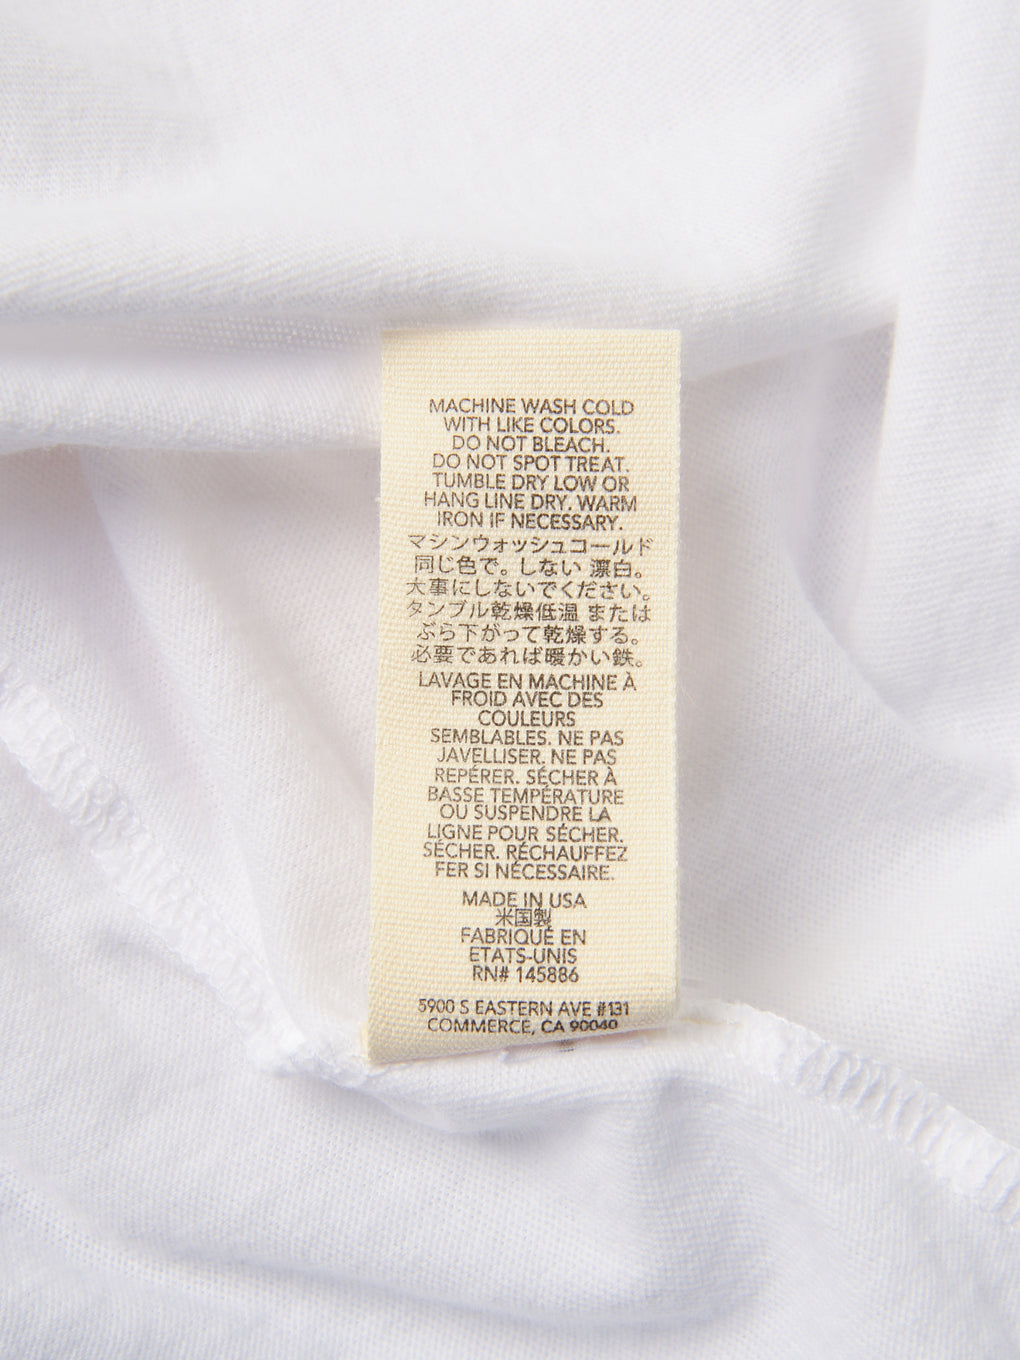 MACHINE WASH COLD
WITH LIKE COLORS.
DO NOT BLEACH.
DO NOT SPOT TREAT.
TUMBLE DRY LOW OR
HANG LINE DRY. WARM
IRON IF NECESSARY.
マシンウォッシュコールド
同じ色で。しない 漂白。
大事にしないでください。
タンブル乾燥低温 または
ぶら下がって乾燥する。
必要であれば暖かい鉄。
LAVAGE EN MACHINE À
FROID AVEC DES
COULEURS
SEMBLABLES. NE PAS
JAVELLISER. NE PAS
REPÉRER. SÉCHER À
BASSE TEMPÉRATURE
OU SUSPENDRE LA
LIGNE POUR SÉCHER.
SÉCHER. RÉCHAUFFEZ
FER SI NÉCESSAIRE.
MADE IN USA
米国製
FABRIQUÉ EN
ETATS-UNIS
RN# 145886
5900 S EASTERN AVE #131
COMMERCE, CA 90040